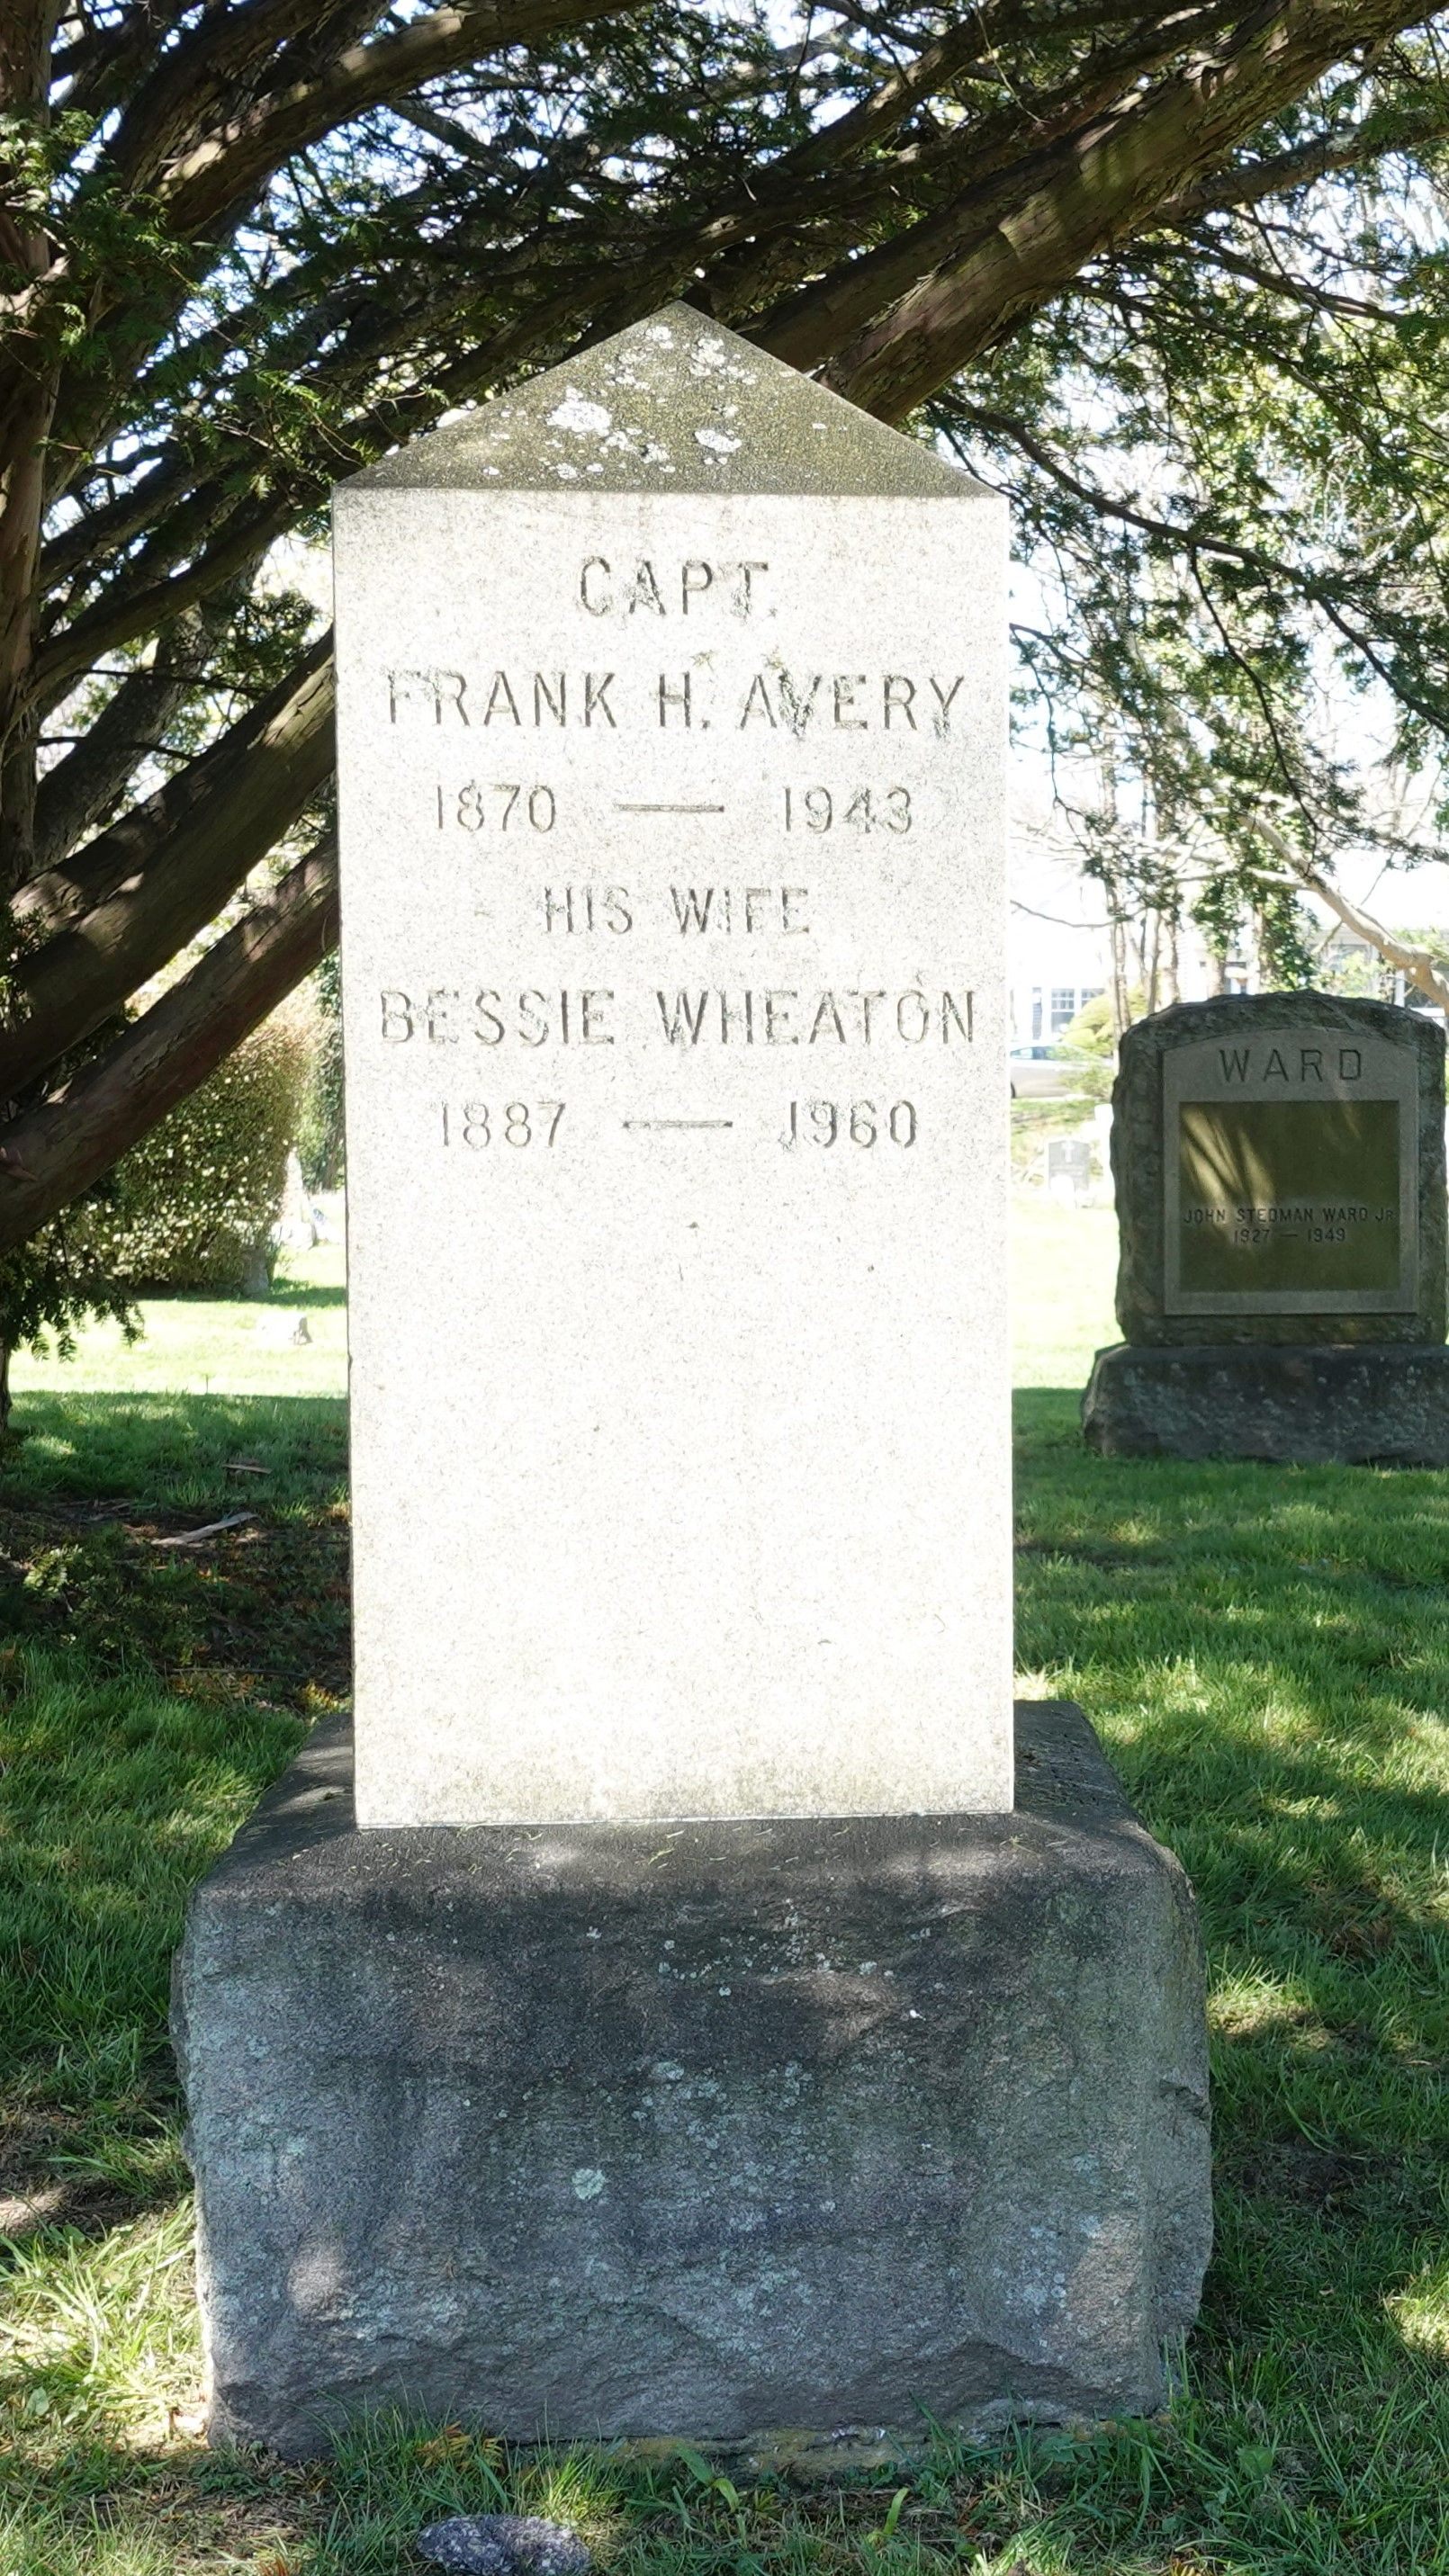 CAPT.
FRANK H. AVERY
1870 — 1943
HIS WIFE
BESSIE WHEATON
1887 — 1960
WARD
JOHN STEDMAN WARD JR
1927 — 1949